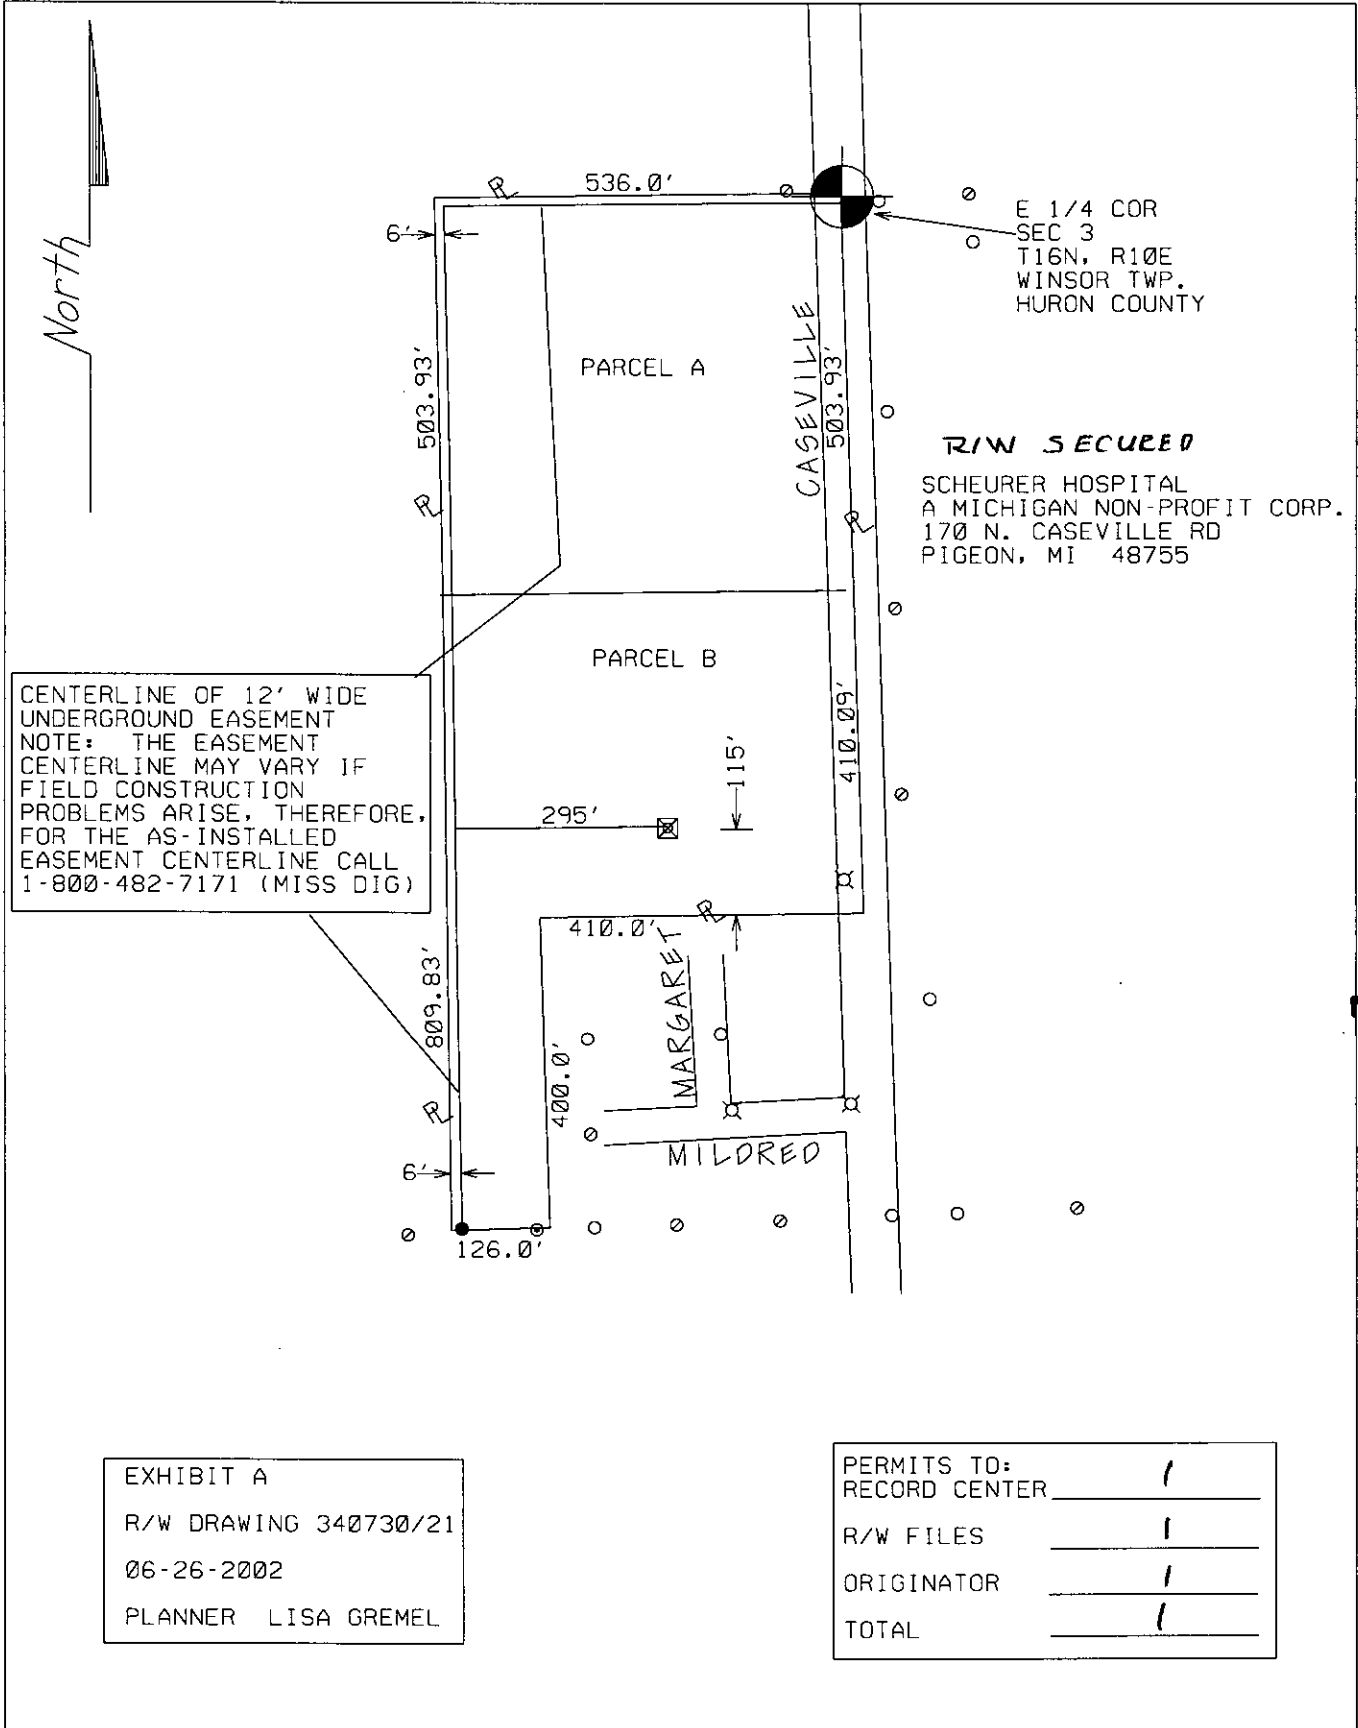 North
536.0'
6'
E 1/4 COR
SEC 3
T16N, R10E
WINSOR TWP.
HURON COUNTY
503.93'
PARCEL A
CASEVILLE
503.93'
R/W SECURED
SCHEURER HOSPITAL
A MICHIGAN NON-PROFIT CORP.
170 N. CASEVILLE RD
PIGEON, MI 48755
PL
PL
PL
PARCEL B
CENTERLINE OF 12' WIDE
UNDERGROUND EASEMENT
NOTE: THE EASEMENT
CENTERLINE MAY VARY IF
FIELD CONSTRUCTION
PROBLEMS ARISE, THEREFORE,
FOR THE AS-INSTALLED
EASEMENT CENTERLINE CALL
1-800-482-7171 (MISS DIG)
410.09'
115'
295'
PL
410.0'
MARGARET
809.83'
400.0'
PL
MILDRED
6'
126.0'
EXHIBIT A
R/W DRAWING 340730/21
06-26-2002
PLANNER LISA GREMEL
PERMITS TO:
RECORD CENTER 1
R/W FILES 1
ORIGINATOR 1
TOTAL 1